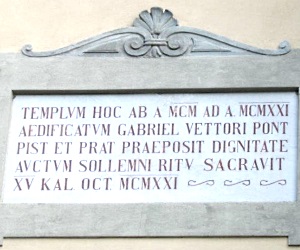 TEMPLVM HOC AB A MCM AD A MCMXXI
AEDIFICATVM GABRIEL VETTORI PONT
PIST ET PRAT PRAEPOSIT DIGNITATE
AVCTVM SOLLEMNI RITV SACRAVIT
XV KAL OCT MCMXXI